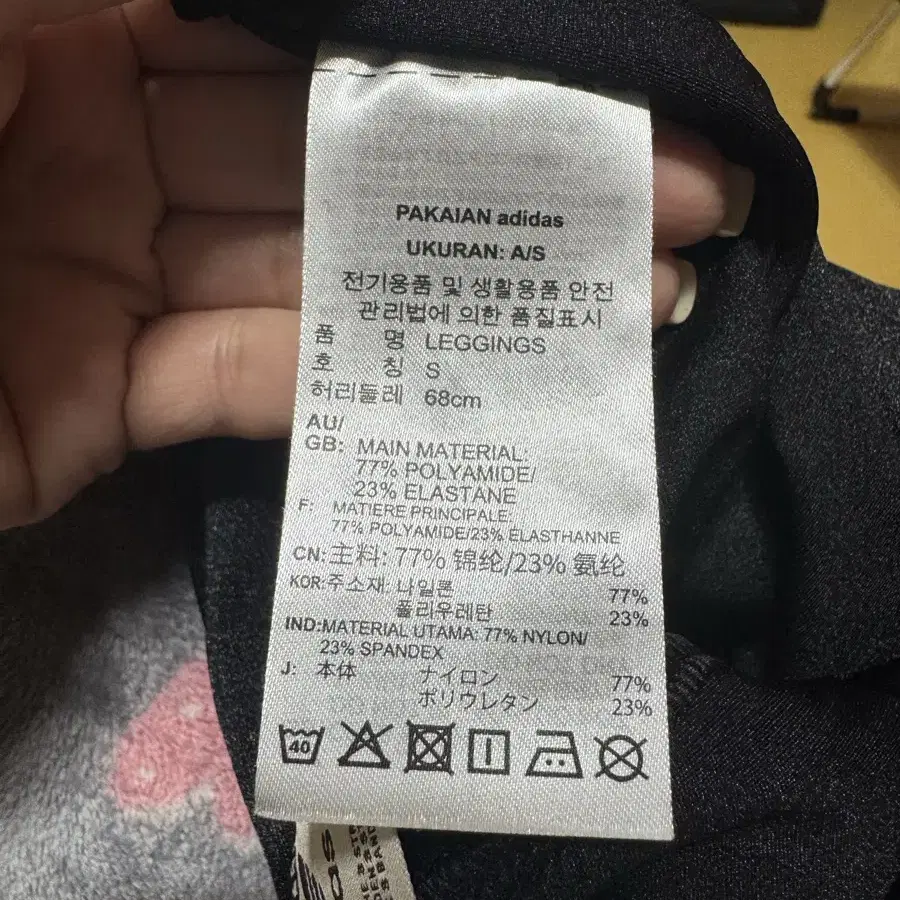 PAKAIAN adidas
UKURAN: A/S
전기용품 및 생활용품 안전
관리법에 의한 품질표시
품 명 LEGGINGS
호 칭 S
허리둘레 68cm
AU/
GB: MAIN MATERIAL:
77% POLYAMIDE/
23% ELASTANE
F: MATIERE PRINCIPALE:
77% POLYAMIDE/23% ELASTHANNE
CN: 主料: 77% 锦纶/23% 氨纶
KOR: 주소재: 나일론 77%
폴리우레탄 23%
IND: MATERIAL UTAMA: 77% NYLON/
23% SPANDEX
J: 本体 ナイロン 77%
ポリウレタン 23%
40